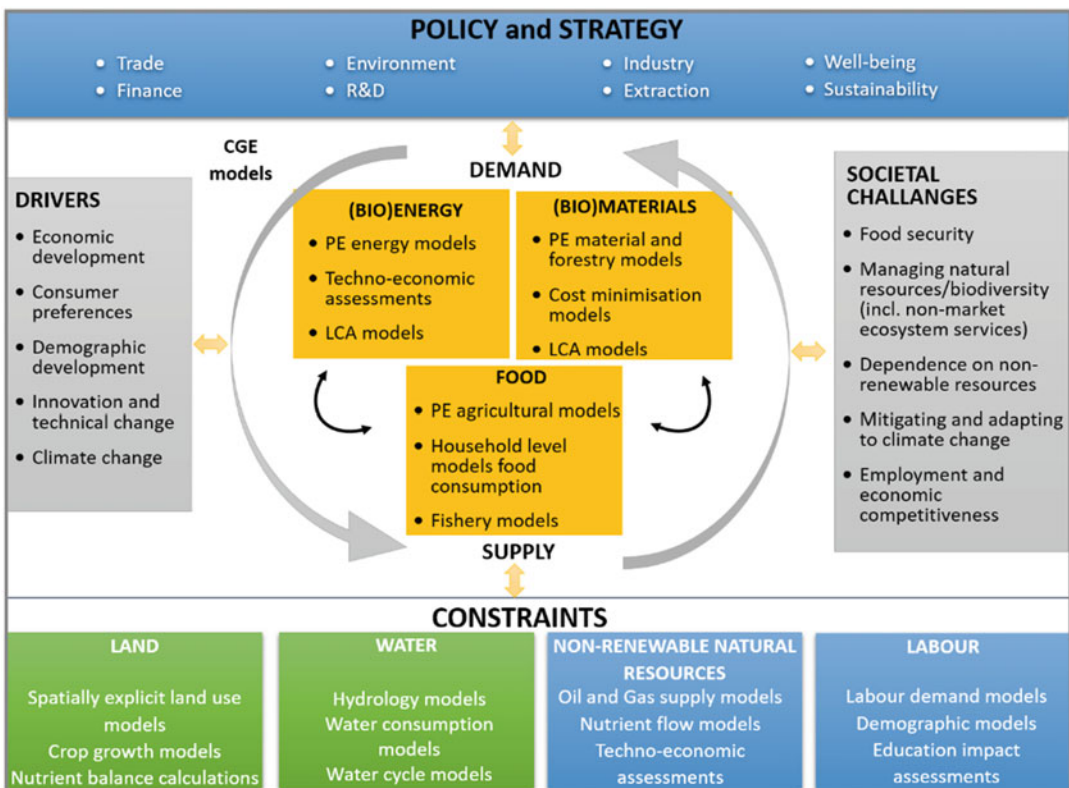 POLICY and STRATEGY
• Trade
• Finance
• Environment
• R&D
• Industry
• Extraction
• Well-being
• Sustainability
CGE
models
DEMAND
DRIVERS
• Economic
development
• Consumer
preferences
• Demographic
development
• Innovation and
technical change
• Climate change
(BIO)ENERGY
• PE energy models
• Techno-economic
assessments
• LCA models
(BIO)MATERIALS
• PE material and
forestry models
• Cost minimisation
models
• LCA models
FOOD
• PE agricultural models
• Household level
models food
consumption
• Fishery models
SUPPLY
SOCIETAL
CHALLANGES
• Food security
• Managing natural
resources/biodiversity
(incl. non-market
ecosystem services)
• Dependence on non-
renewable resources
• Mitigating and adapting
to climate change
• Employment and
economic
competitiveness
CONSTRAINTS
LAND
Spatially explicit land use
models
Crop growth models
Nutrient balance calculations
WATER
Hydrology models
Water consumption
models
Water cycle models
NON-RENEWABLE NATURAL
RESOURCES
Oil and Gas supply models
Nutrient flow models
Techno-economic
assessments
LABOUR
Labour demand models
Demographic models
Education impact
assessments